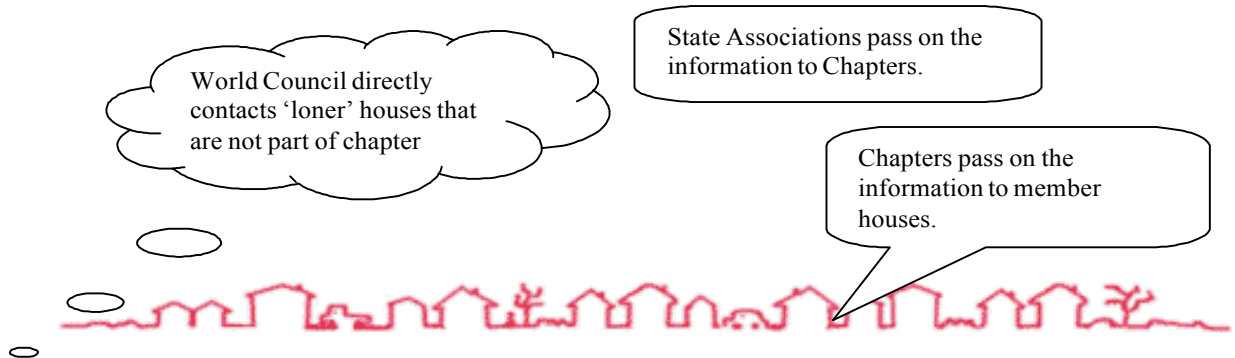 World Council directly
contacts ‘loner’ houses that
are not part of chapter
State Associations pass on the
information to Chapters.
Chapters pass on the
information to member
houses.